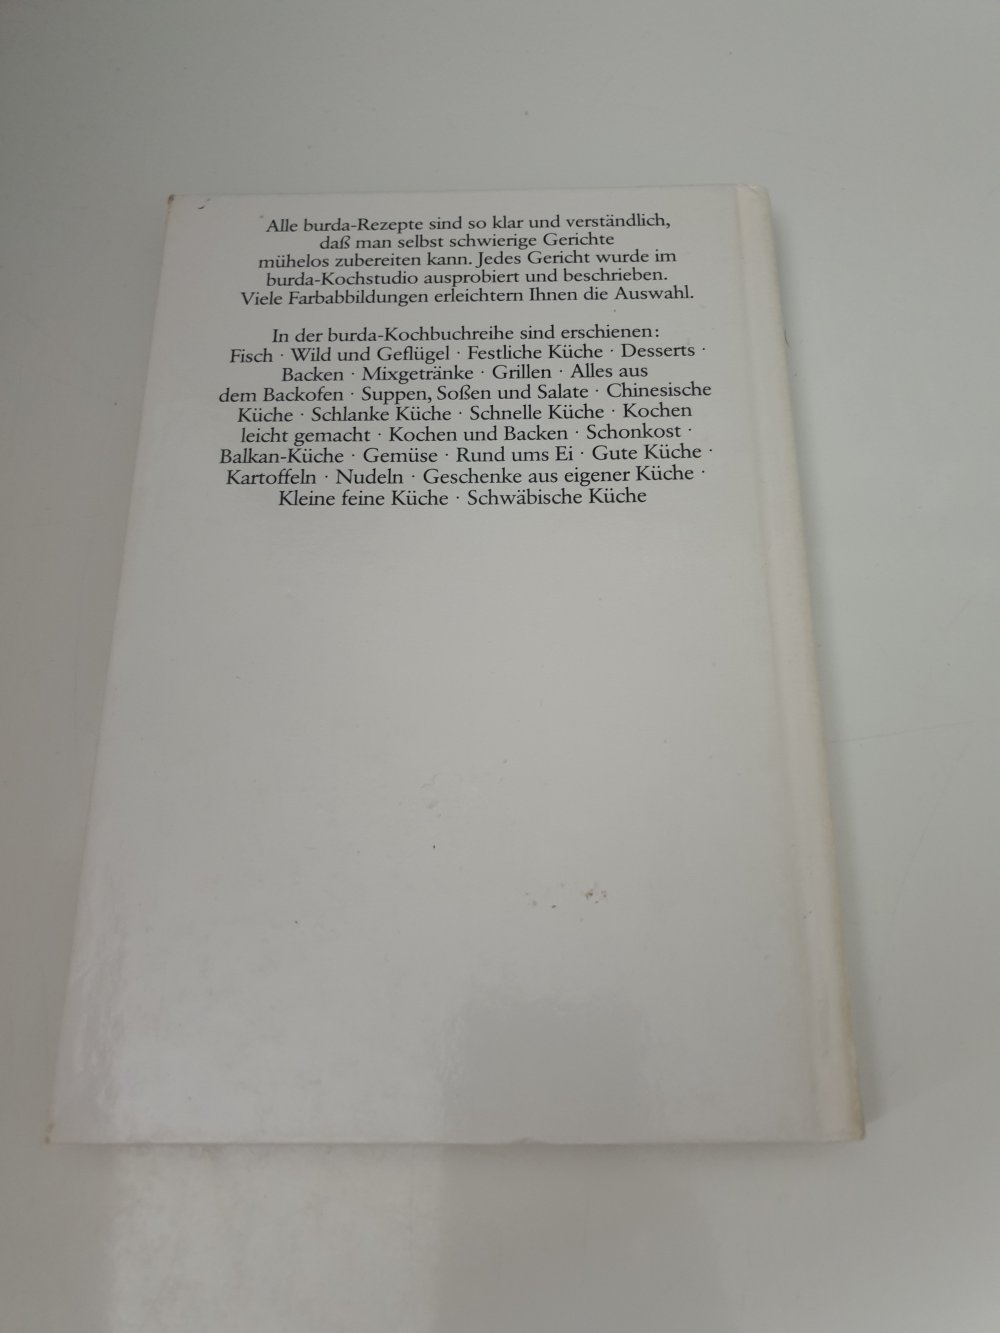 Alle burda-Rezepte sind so klar und verständlich,
daß man selbst schwierige Gerichte
mühelos zubereiten kann. Jedes Gericht wurde im
burda-Kochstudio ausprobiert und beschrieben.
Viele Farbabbildungen erleichtern Ihnen die Auswahl.
In der burda-Kochbuchreihe sind erschienen:
Fisch · Wild und Geflügel · Festliche Küche · Desserts ·
Backen · Mixgetränke · Grillen · Alles aus
dem Backofen · Suppen, Soßen und Salate · Chinesische
Küche · Schlanke Küche · Schnelle Küche · Kochen
leicht gemacht · Kochen und Backen · Schonkost ·
Balkan-Küche · Gemüse · Rund ums Ei · Gute Küche ·
Kartoffeln · Nudeln · Geschenke aus eigener Küche ·
Kleine feine Küche · Schwäbische Küche